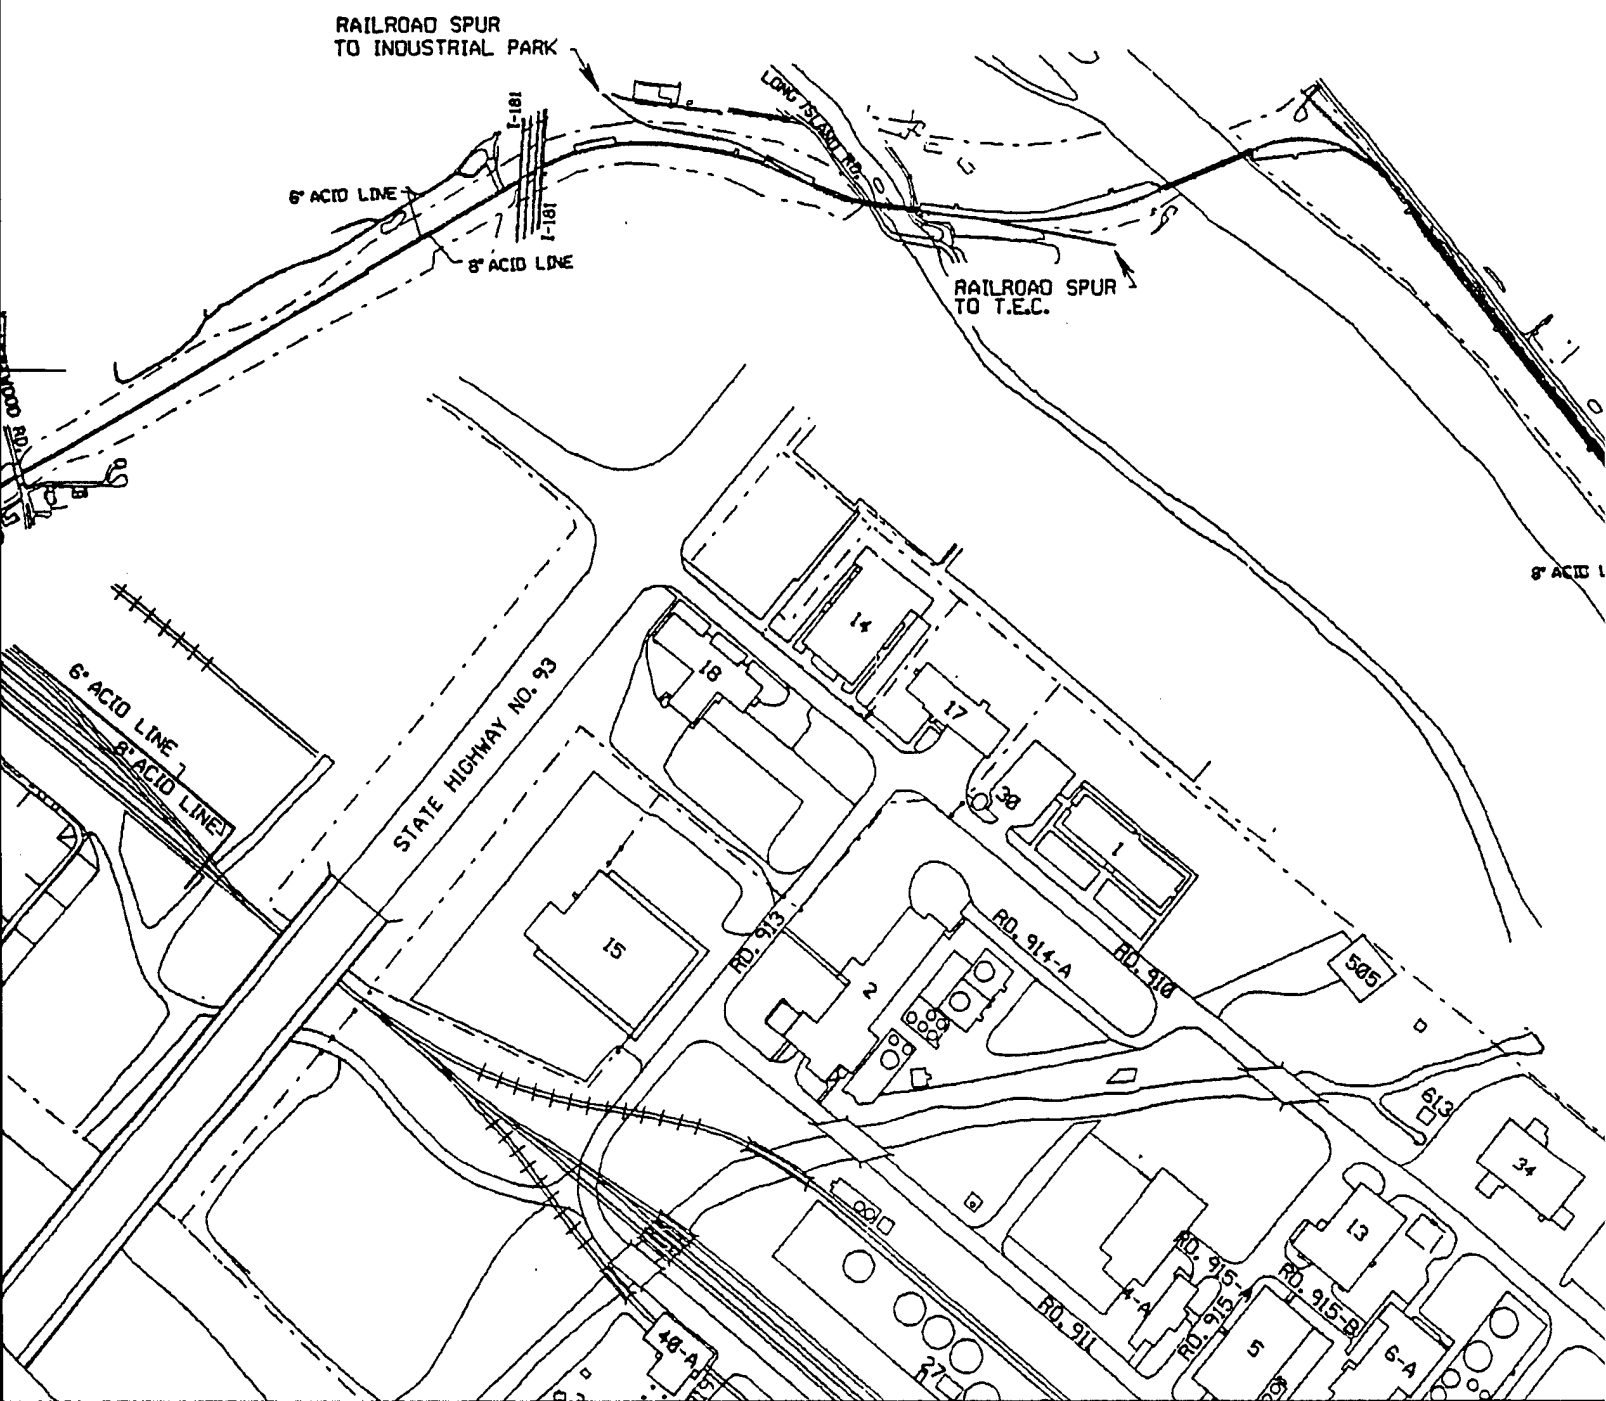 RAILROAD SPUR
TO INDUSTRIAL PARK
I-181
LONG ISLAND RD.
6" ACID LINE
I-181
8" ACID LINE
RAILROAD SPUR
TO T.E.C.
WOOD RD.
8" ACID L
14
6" ACID LINE
8" ACID LINE
STATE HIGHWAY NO. 93
18
17
30
1
15
RD. 913
2
RD. 914-A
RD. 910
505
613
34
13
RD. 915-A
RD. 915-B
4-A
RD. 915
RD. 911
5
6-A
40-A
27